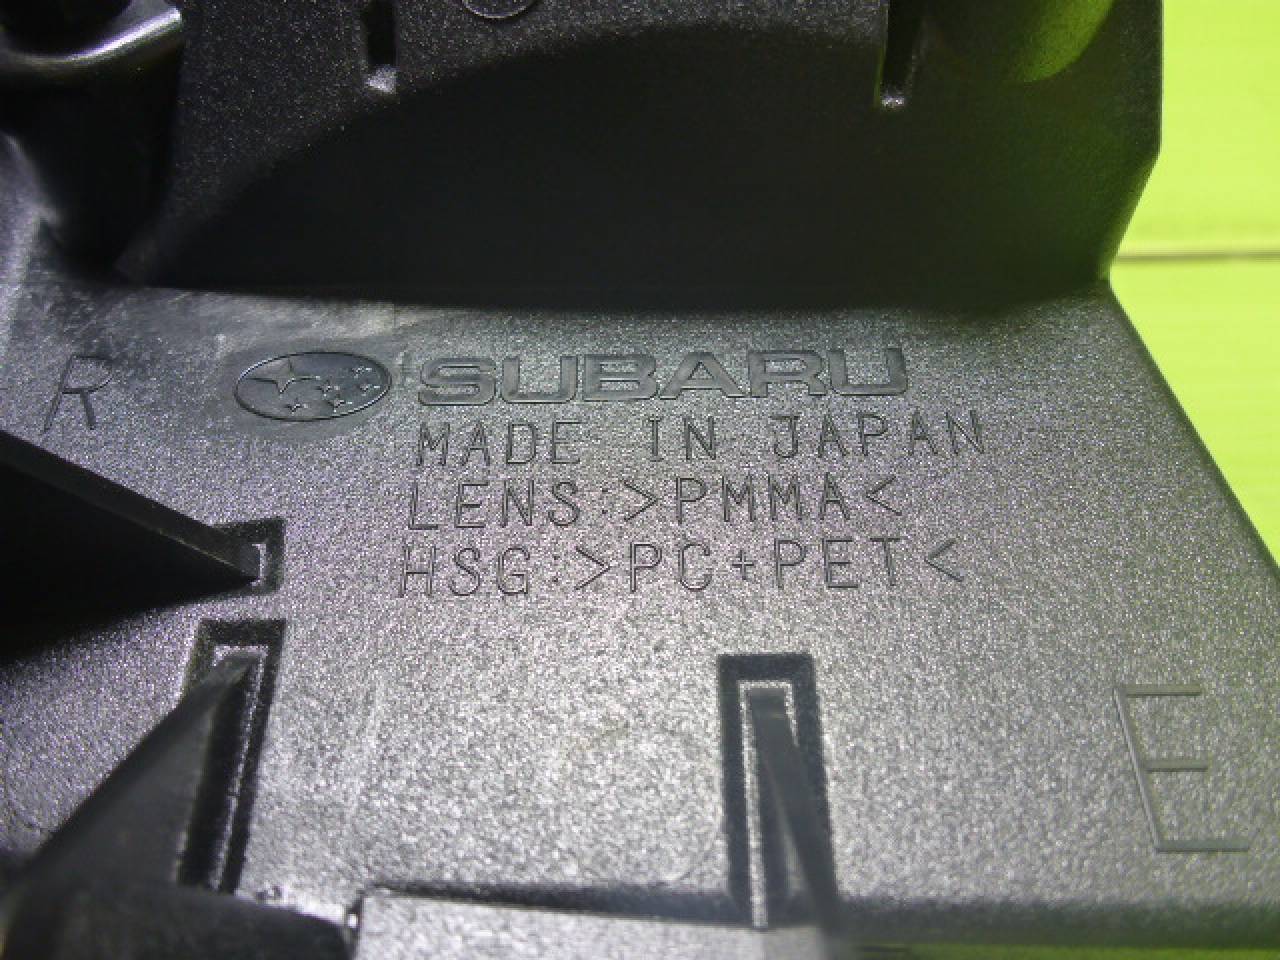 R
SUBARU
MADE IN JAPAN
LENS:>PMMA<
HSG:>PC+PET<
E